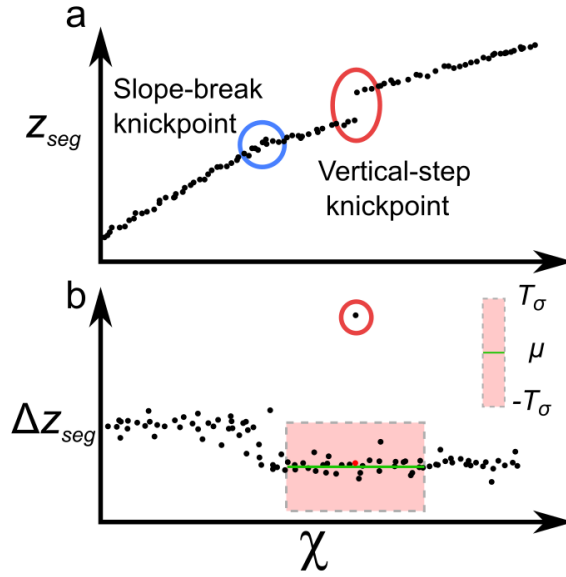 a
Slope-break
knickpoint
z_seg
Vertical-step
knickpoint
b
T_σ
μ
-T_σ
Δz_seg
χ